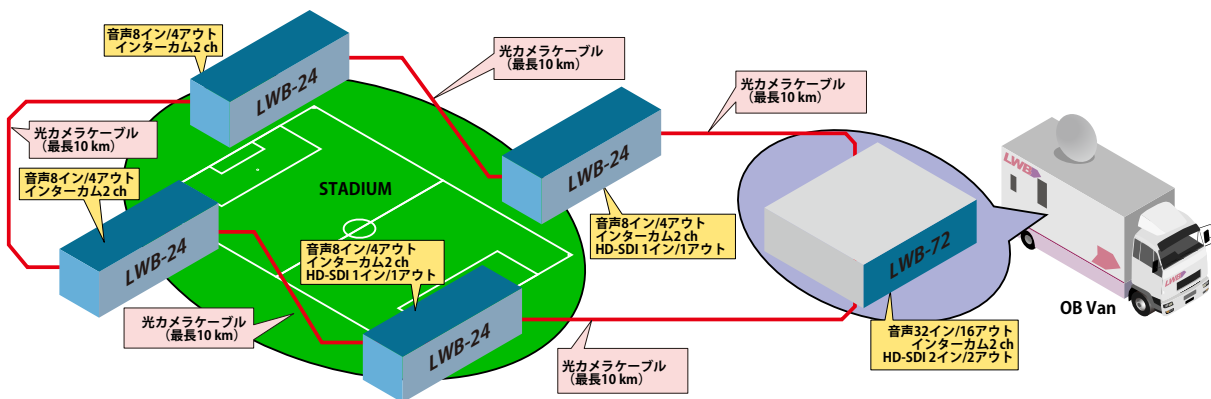 音声8イン/4アウト
インターカム2 ch
LWB-24
光カメラケーブル
（最長10 km）
光カメラケーブル
（最長10 km）
光カメラケーブル
（最長10 km）
音声8イン/4アウト
インターカム2 ch
LWB-24
STADIUM
LWB-24
音声8イン/4アウト
インターカム2 ch
HD-SDI 1イン/1アウト
音声8イン/4アウト
インターカム2 ch
HD-SDI 1イン/1アウト
LWB-24
光カメラケーブル
（最長10 km）
光カメラケーブル
（最長10 km）
LWB-72
音声32イン/16アウト
インターカム2 ch
HD-SDI 2イン/2アウト
LWB
LWB
OB Van